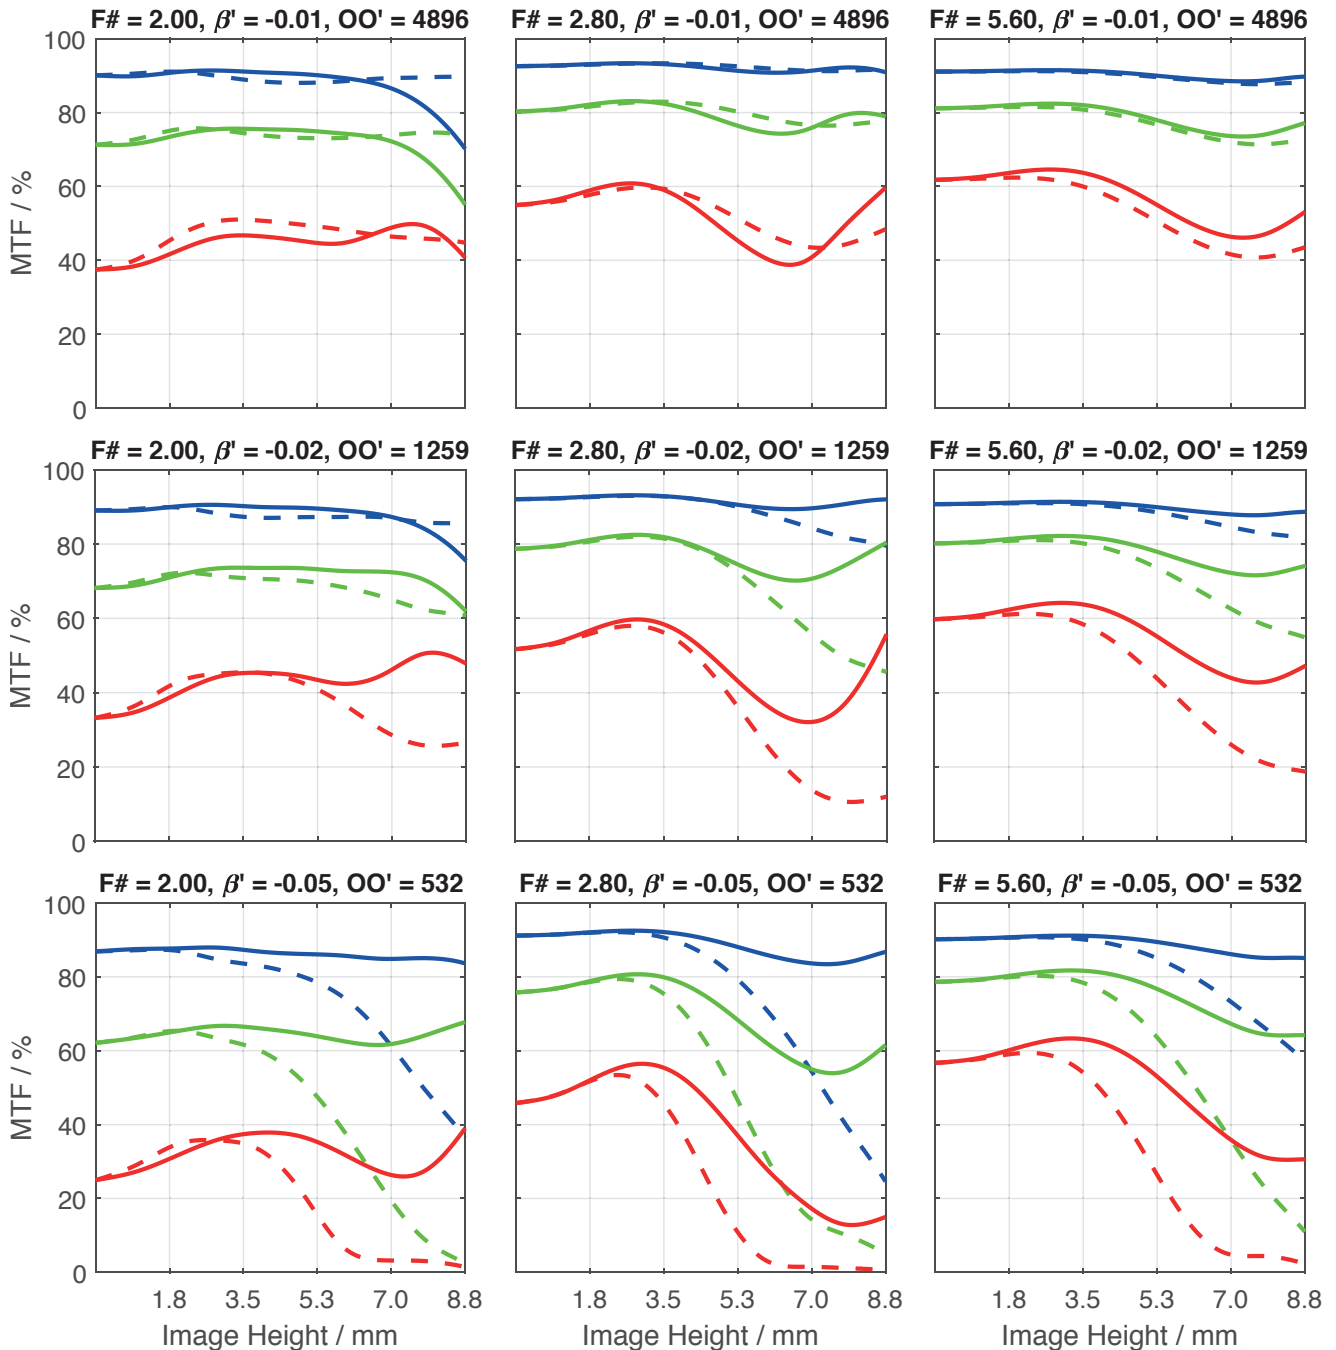 F# = 2.00, β' = -0.01, OO' = 4896
F# = 2.80, β' = -0.01, OO' = 4896
F# = 5.60, β' = -0.01, OO' = 4896
100
80
60
40
20
0
MTF / %
F# = 2.00, β' = -0.02, OO' = 1259
F# = 2.80, β' = -0.02, OO' = 1259
F# = 5.60, β' = -0.02, OO' = 1259
100
80
60
40
20
0
MTF / %
F# = 2.00, β' = -0.05, OO' = 532
F# = 2.80, β' = -0.05, OO' = 532
F# = 5.60, β' = -0.05, OO' = 532
100
80
60
40
20
0
MTF / %
1.8 3.5 5.3 7.0 8.8
1.8 3.5 5.3 7.0 8.8
1.8 3.5 5.3 7.0 8.8
Image Height / mm
Image Height / mm
Image Height / mm